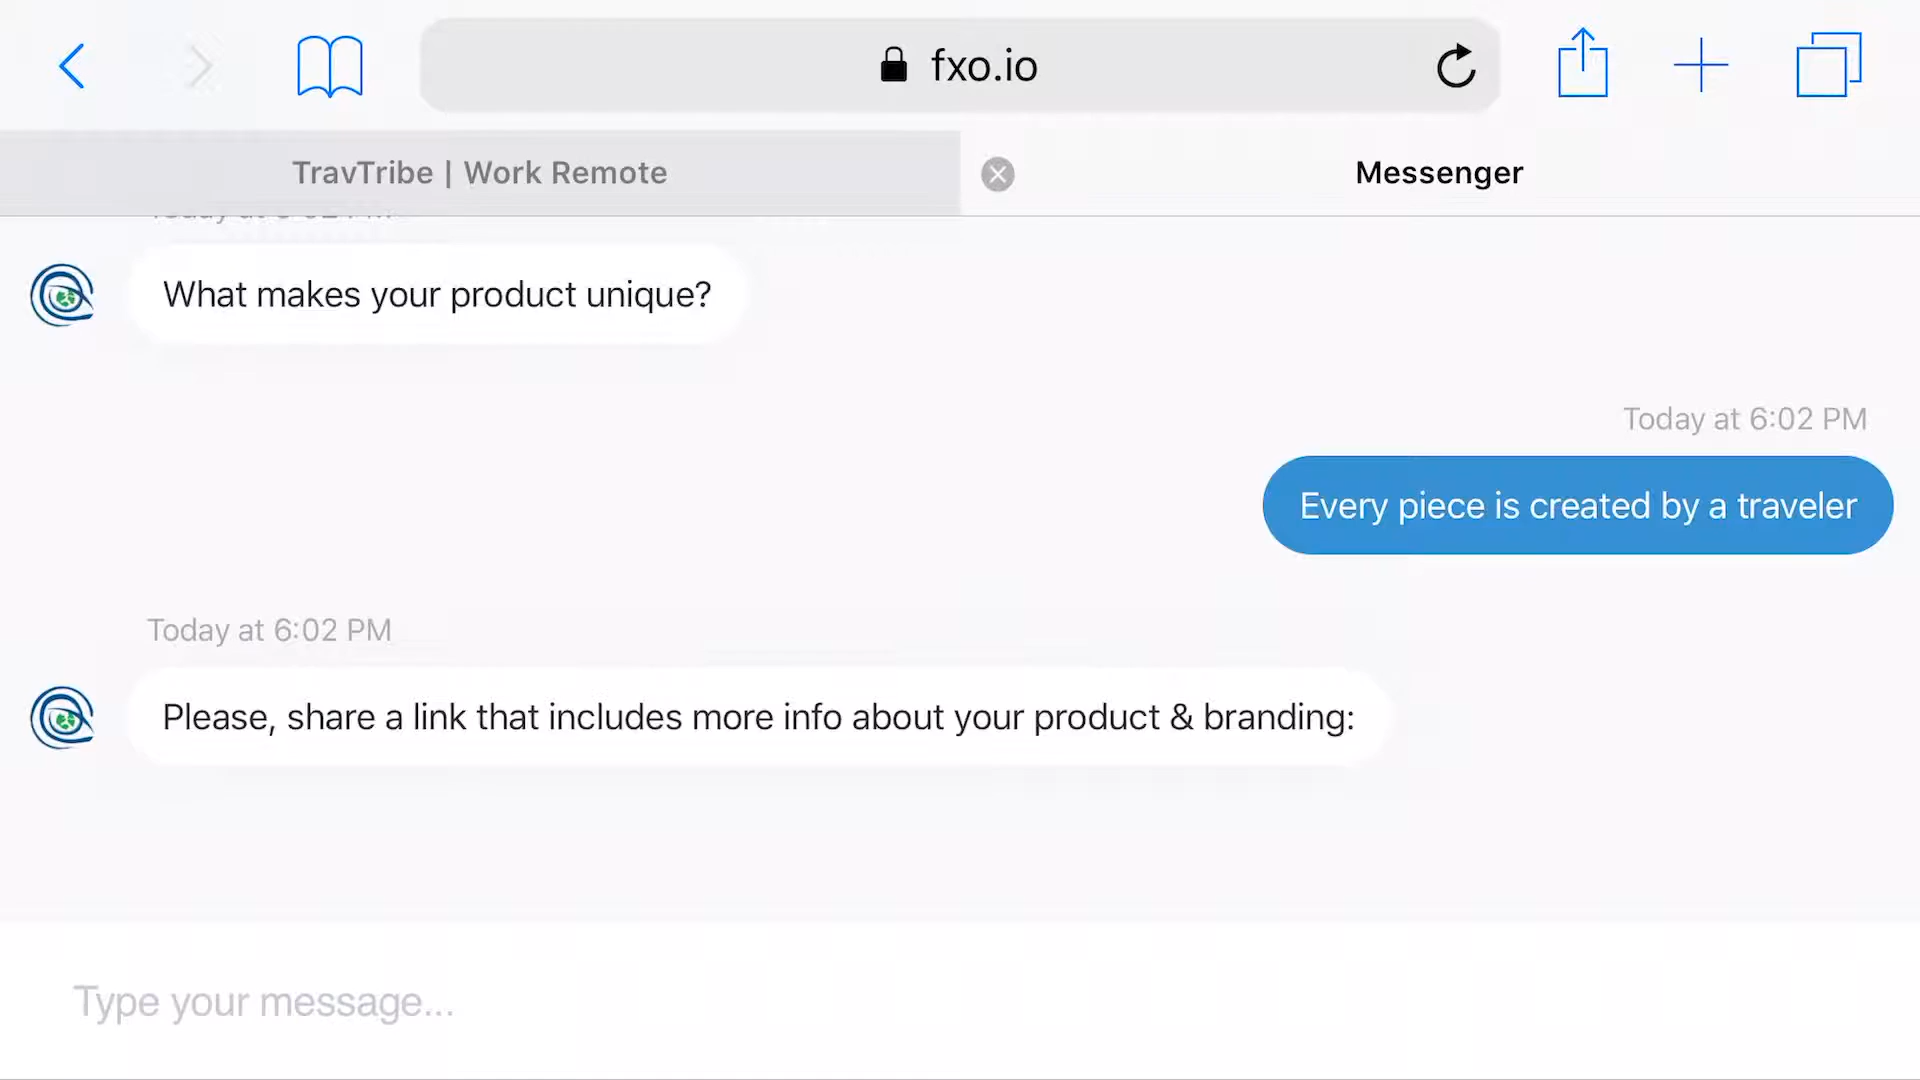 fxo.io
TravTribe | Work Remote
Messenger
What makes your product unique?
Today at 6:02 PM
Every piece is created by a traveler
Today at 6:02 PM
Please, share a link that includes more info about your product & branding:
Type your message...